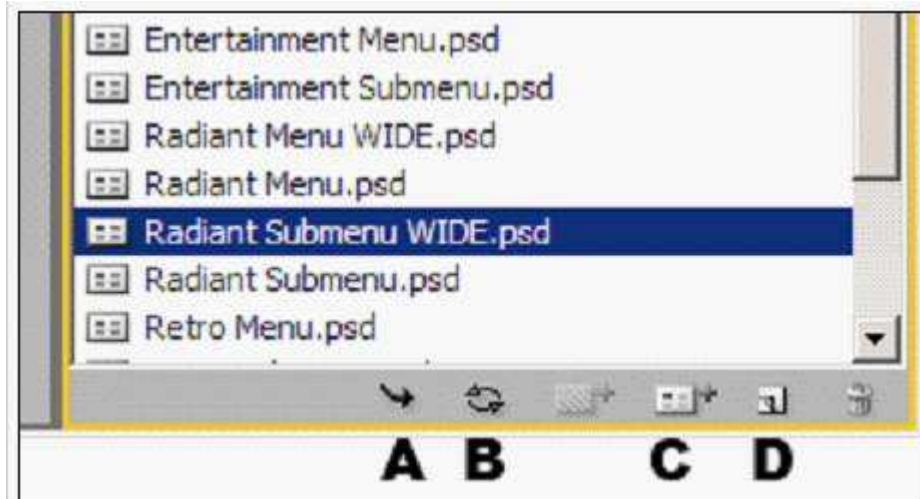 Entertainment Menu.psd
Entertainment Submenu.psd
Radiant Menu WIDE.psd
Radiant Menu.psd
Radiant Submenu WIDE.psd
Radiant Submenu.psd
Retro Menu.psd
A B C D